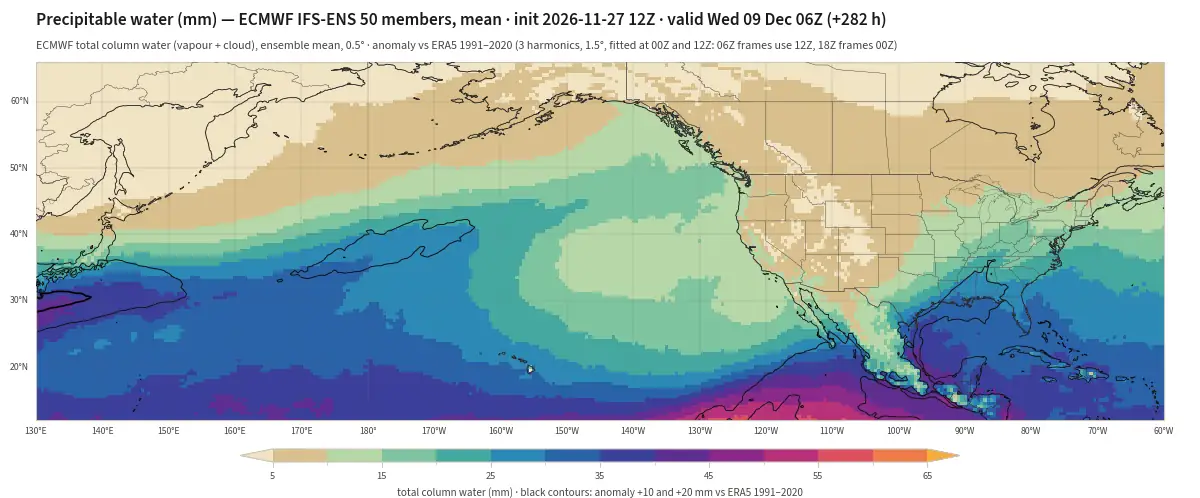 Precipitable water (mm) — ECMWF IFS-ENS 50 members, mean · init 2026-11-27 12Z · valid Wed 09 Dec 06Z (+282 h)
ECMWF total column water (vapour + cloud), ensemble mean, 0.5° · anomaly vs ERA5 1991–2020 (3 harmonics, 1.5°, fitted at 00Z and 12Z: 06Z frames use 12Z, 18Z frames 00Z)
60°N
50°N
40°N
30°N
20°N
130°E 140°E 150°E 160°E 170°E 180° 170°W 160°W 150°W 140°W 130°W 120°W 110°W 100°W 90°W 80°W 70°W 60°W
5 15 25 35 45 55 65
total column water (mm) · black contours: anomaly +10 and +20 mm vs ERA5 1991–2020